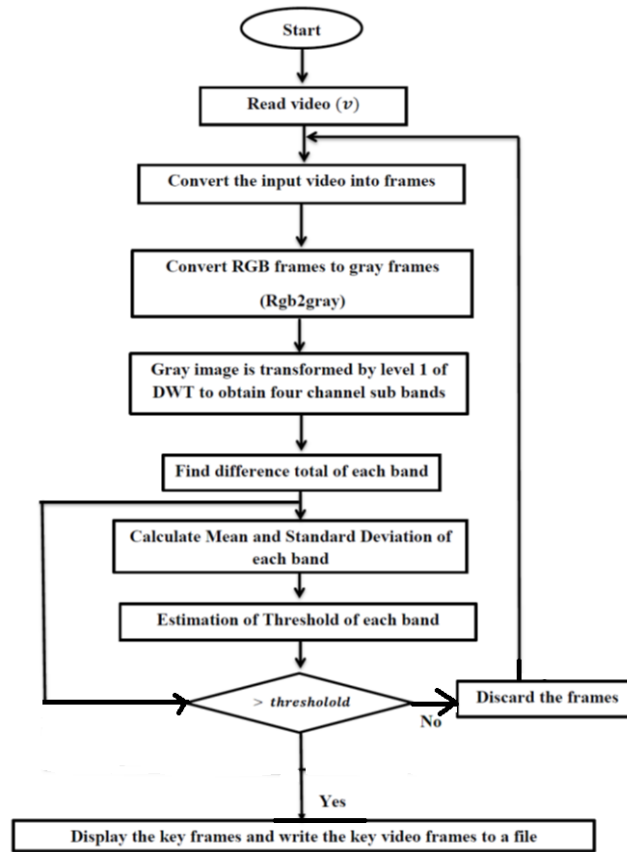 Start
Read video (v)
Convert the input video into frames
Convert RGB frames to gray frames
(Rgb2gray)
Gray image is transformed by level 1 of
DWT to obtain four channel sub bands
Find difference total of each band
Calculate Mean and Standard Deviation of
each band
Estimation of Threshold of each band
> thresholold
No
Discard the frames
Yes
Display the key frames and write the key video frames to a file